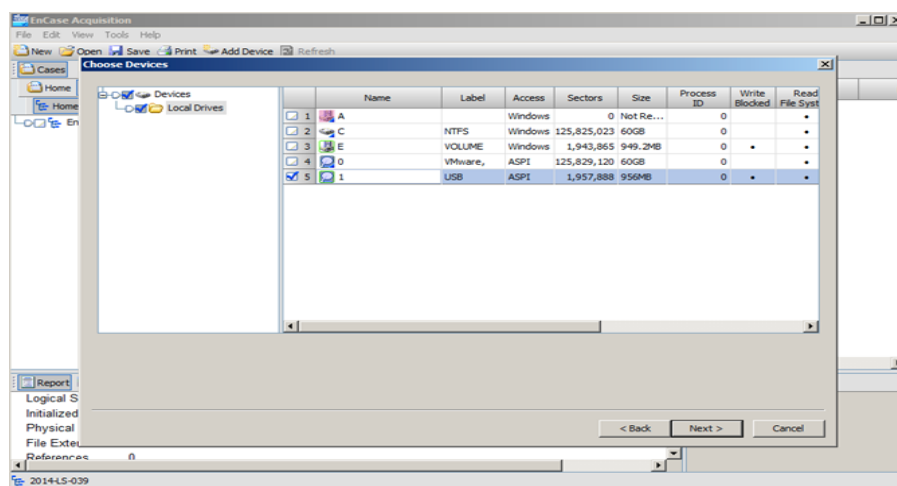 EnCase Acquisition
File Edit View Tools Help
New Open Save Print Add Device Refresh
Cases
Choose Devices
Home
Home
En
Devices
Local Drives
Name Label Access Sectors Size Process ID Write Blocked Read File Syst
1 A Windows 0 Not Re... 0 •
2 C NTFS Windows 125,825,023 60GB 0 •
3 E VOLUME Windows 1,943,865 949.2MB 0 • •
4 0 VMware, ASPI 125,829,120 60GB 0 •
5 1 USB ASPI 1,957,888 956MB 0 • •
< Back Next > Cancel
Report
Logical S
Initialized
Physical
File Exte
References 0
2014-LS-039